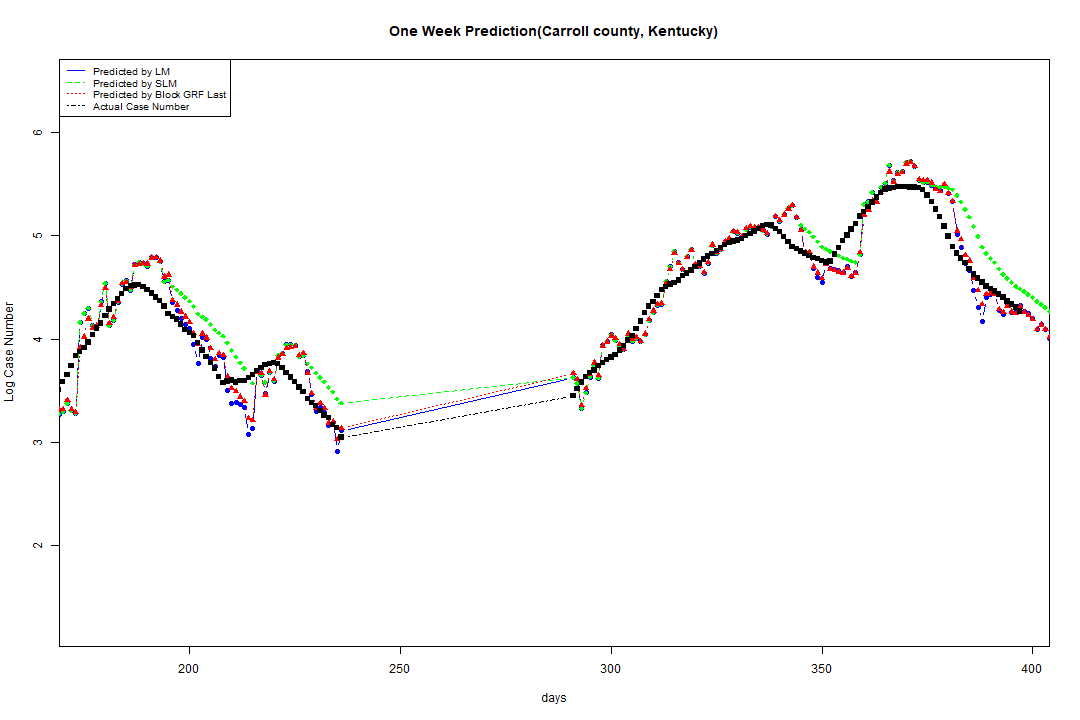 One Week Prediction(Carroll county, Kentucky)
Predicted by LM
Predicted by SLM
Predicted by Block GRF Last
Actual Case Number
6
5
4
3
2
Log Case Number
200
250
300
350
400
days